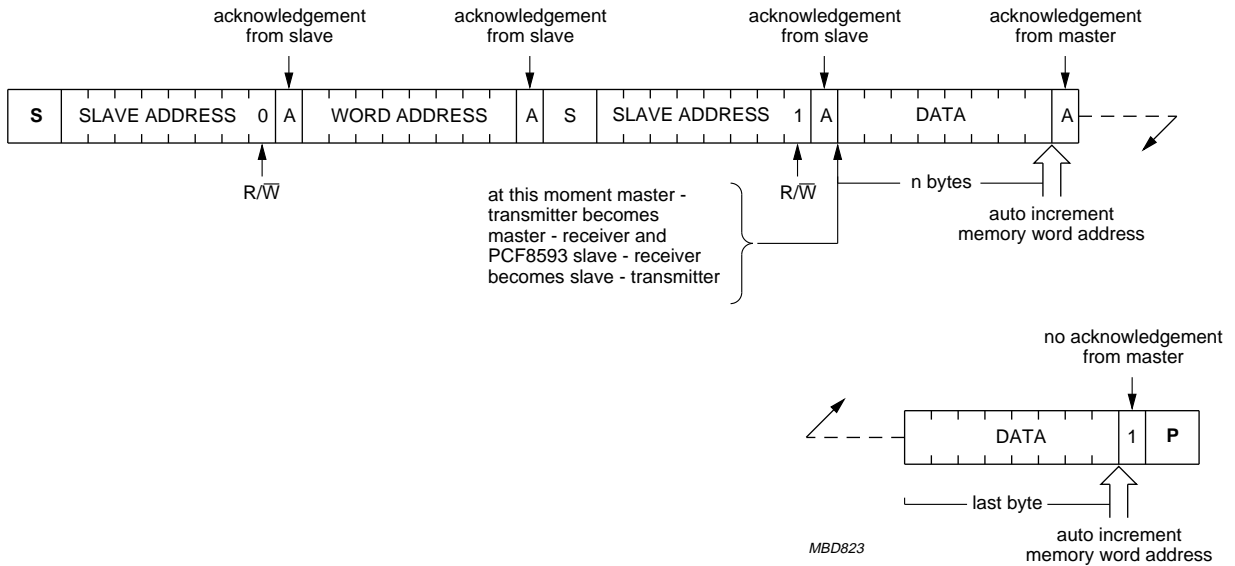 acknowledgement
from slave
acknowledgement
from slave
acknowledgement
from slave
acknowledgement
from master
S SLAVE ADDRESS 0 A WORD ADDRESS A S SLAVE ADDRESS 1 A DATA A
R/W̅
R/W̅
n bytes
at this moment master -
transmitter becomes
master - receiver and
PCF8593 slave - receiver
becomes slave - transmitter
auto increment
memory word address
no acknowledgement
from master
DATA 1 P
last byte
auto increment
memory word address
MBD823